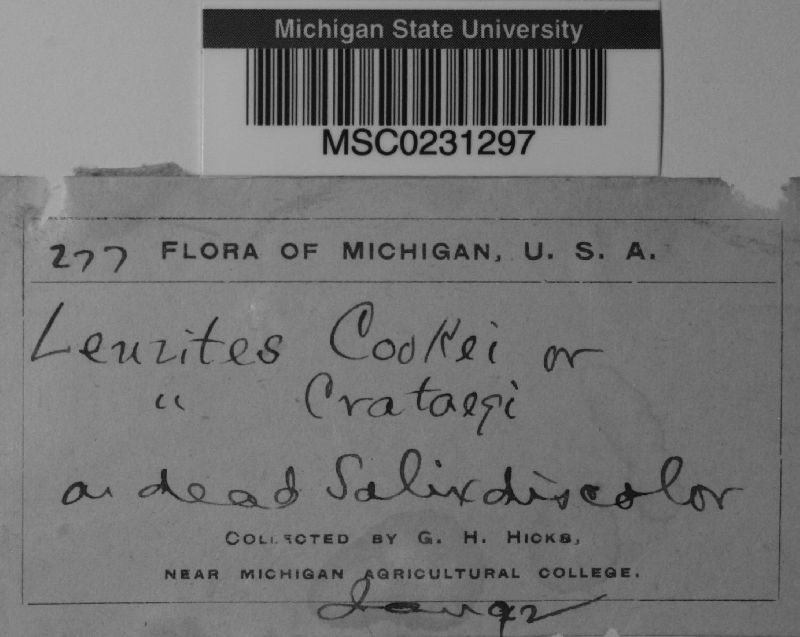 Michigan State University
MSC0231297
277 FLORA OF MICHIGAN, U. S. A.
Lenzites Cookei or
" Crataegi
on dead Salix discolor
COLLECTED BY G. H. HICKS,
NEAR MICHIGAN AGRICULTURAL COLLEGE.
92